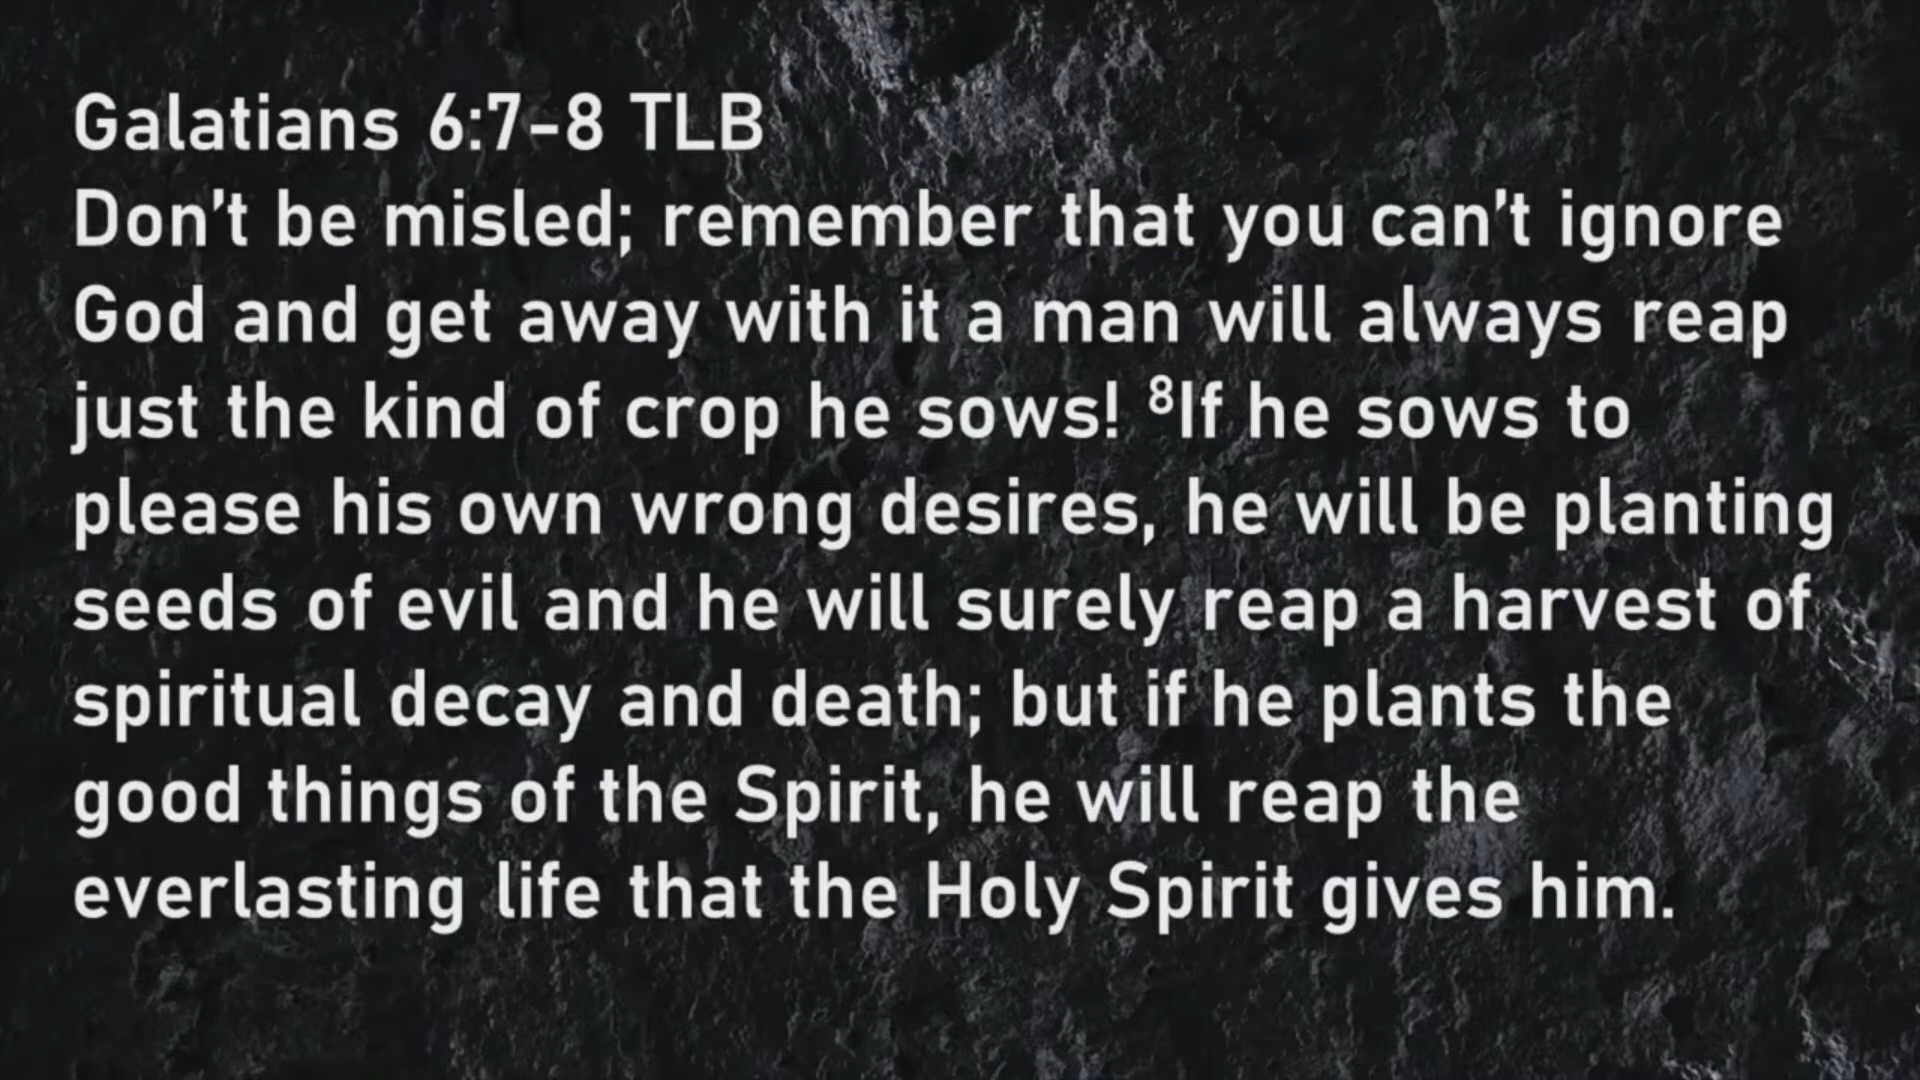 Galatians 6:7-8 TLB
Don't be misled; remember that you can't ignore
God and get away with it a man will always reap
just the kind of crop he sows! ⁸If he sows to
please his own wrong desires, he will be planting
seeds of evil and he will surely reap a harvest of
spiritual decay and death; but if he plants the
good things of the Spirit, he will reap the
everlasting life that the Holy Spirit gives him.